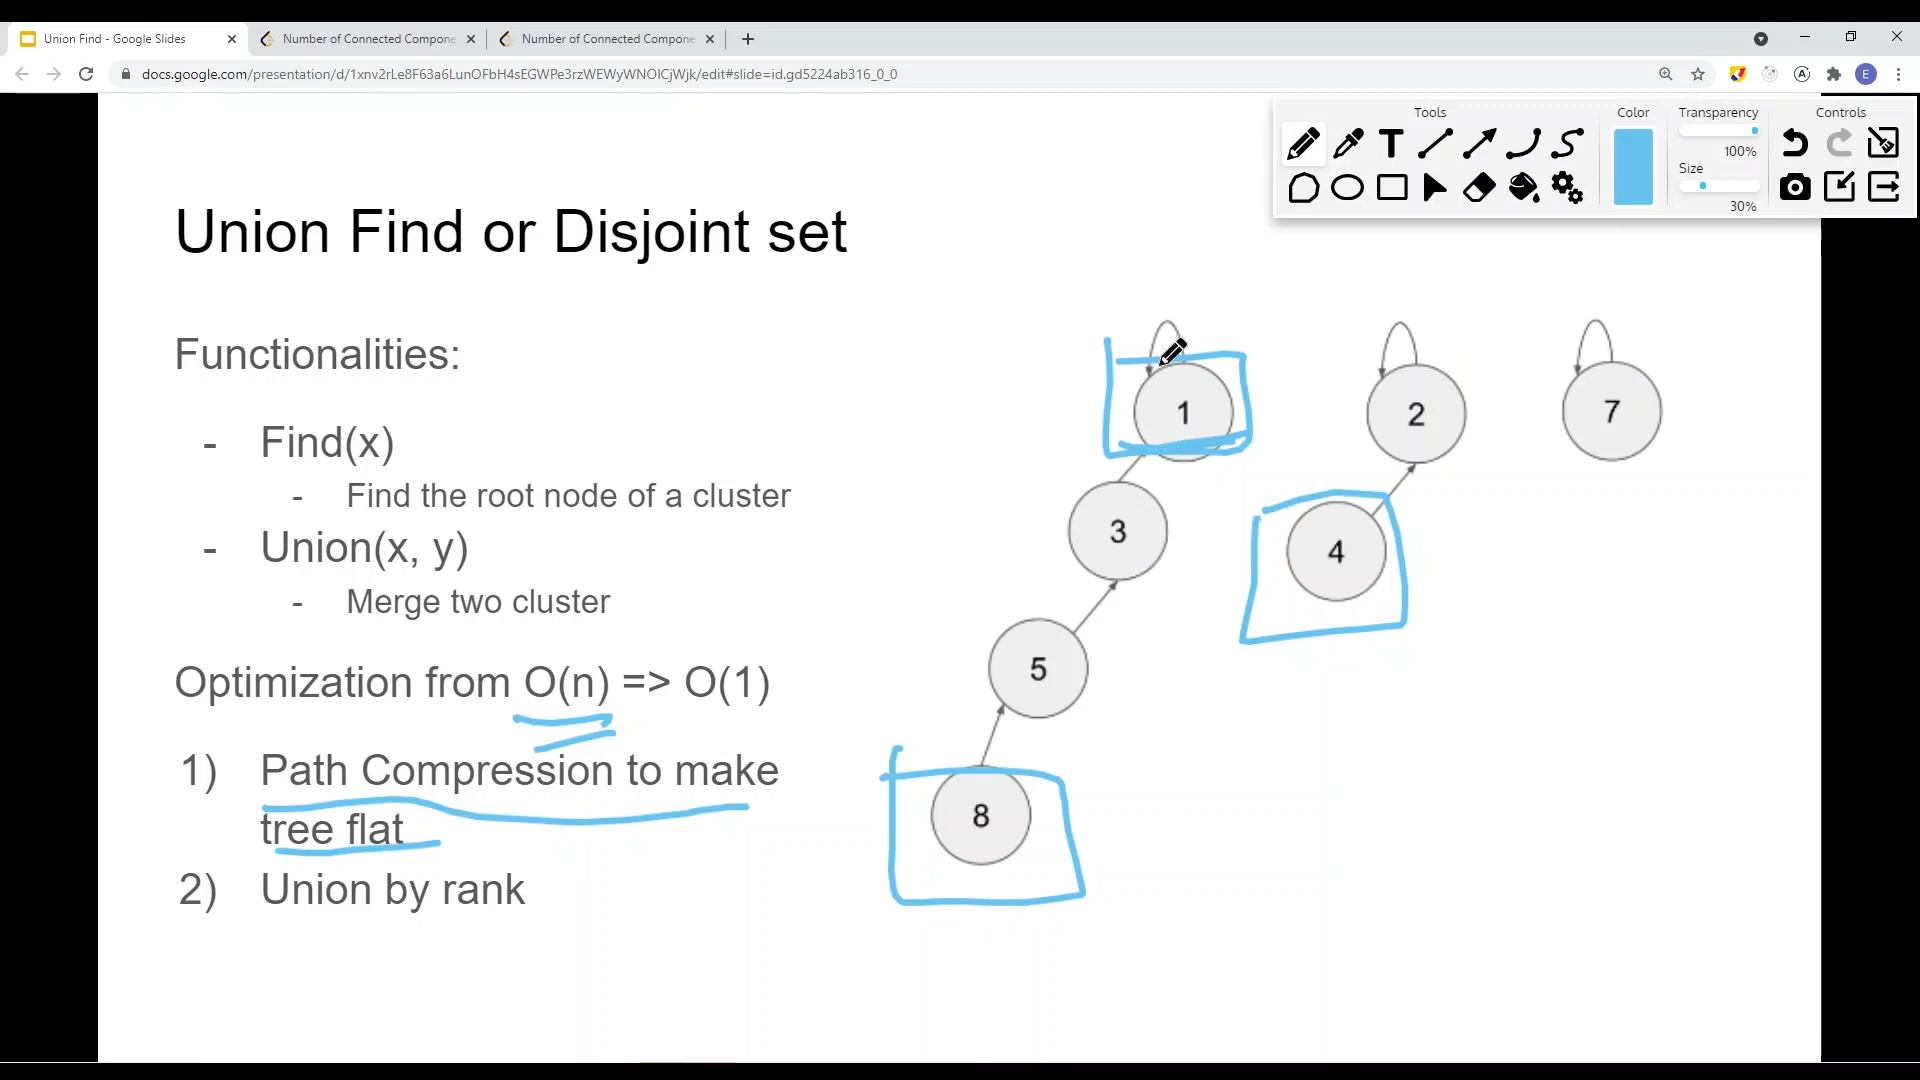 Union Find - Google Slides
Number of Connected Compone
Number of Connected Compone
docs.google.com/presentation/d/1xnv2rLe8F63a6LunOFbH4sEGWPe3rzWEWyWNOICjWjk/edit#slide=id.gd5224ab316_0_0
E
Tools
Color
Transparency
Controls
100%
Size
30%
Union Find or Disjoint set
Functionalities:
- Find(x)
- Find the root node of a cluster
- Union(x, y)
- Merge two cluster
Optimization from O(n) => O(1)
1) Path Compression to make
tree flat
2) Union by rank
1
2
7
3
4
5
8